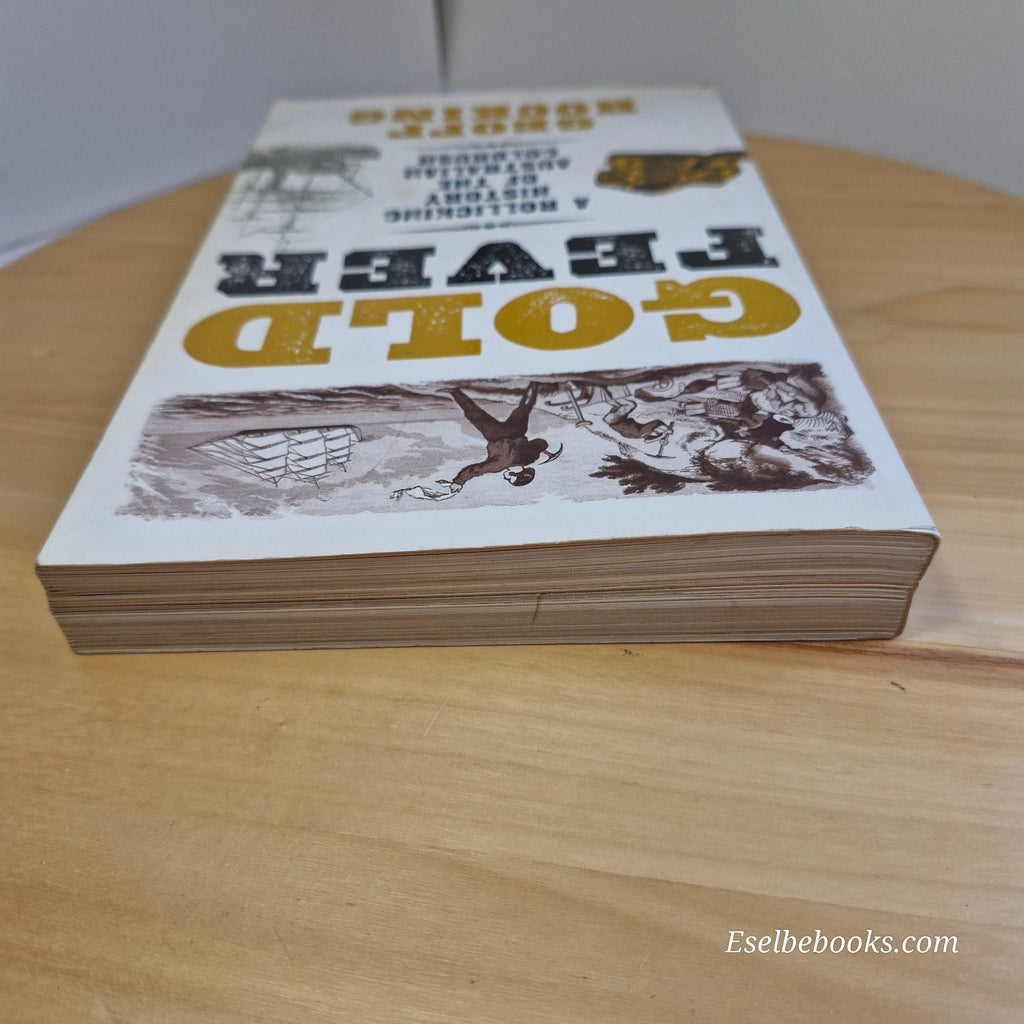 GOLD
FEVER
A ROLLICKING
HISTORY
OF THE
AUSTRALIAN
GOLDRUSH
GEOFF
HOCKING
Eselbebooks.com